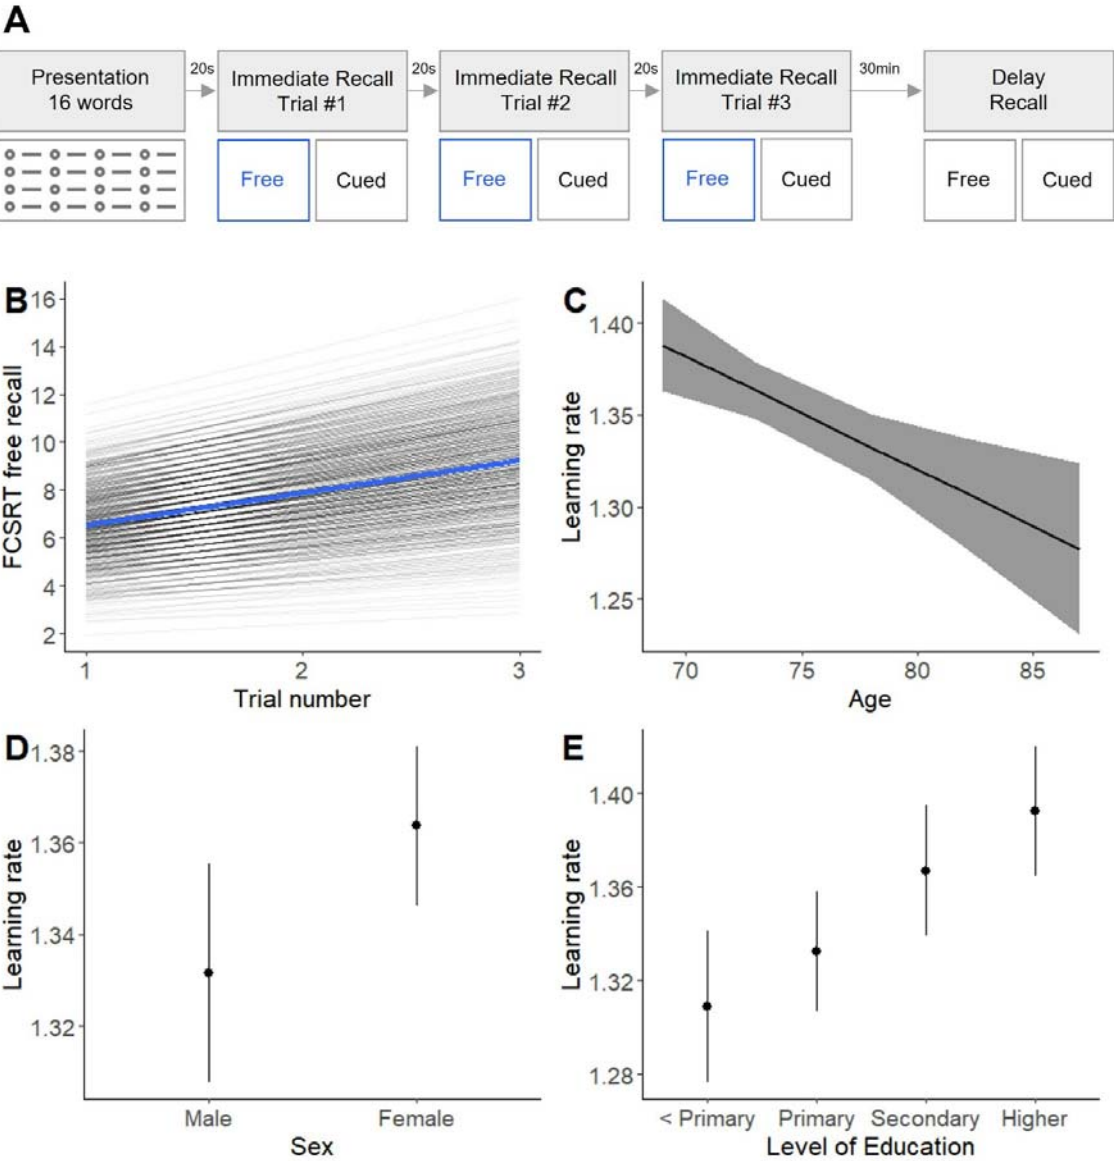 A
Presentation
16 words
20s
Immediate Recall
Trial #1
20s
Immediate Recall
Trial #2
20s
Immediate Recall
Trial #3
30min
Delay
Recall
Free
Cued
Free
Cued
Free
Cued
Free
Cued
B
16
14
12
10
8
6
4
2
FCSRT free recall
1
2
3
Trial number
C
1.40
1.35
1.30
1.25
Learning rate
70
75
80
85
Age
D
1.38
1.36
1.34
1.32
Learning rate
Male
Female
Sex
E
1.40
1.36
1.32
1.28
Learning rate
< Primary
Primary
Secondary
Higher
Level of Education